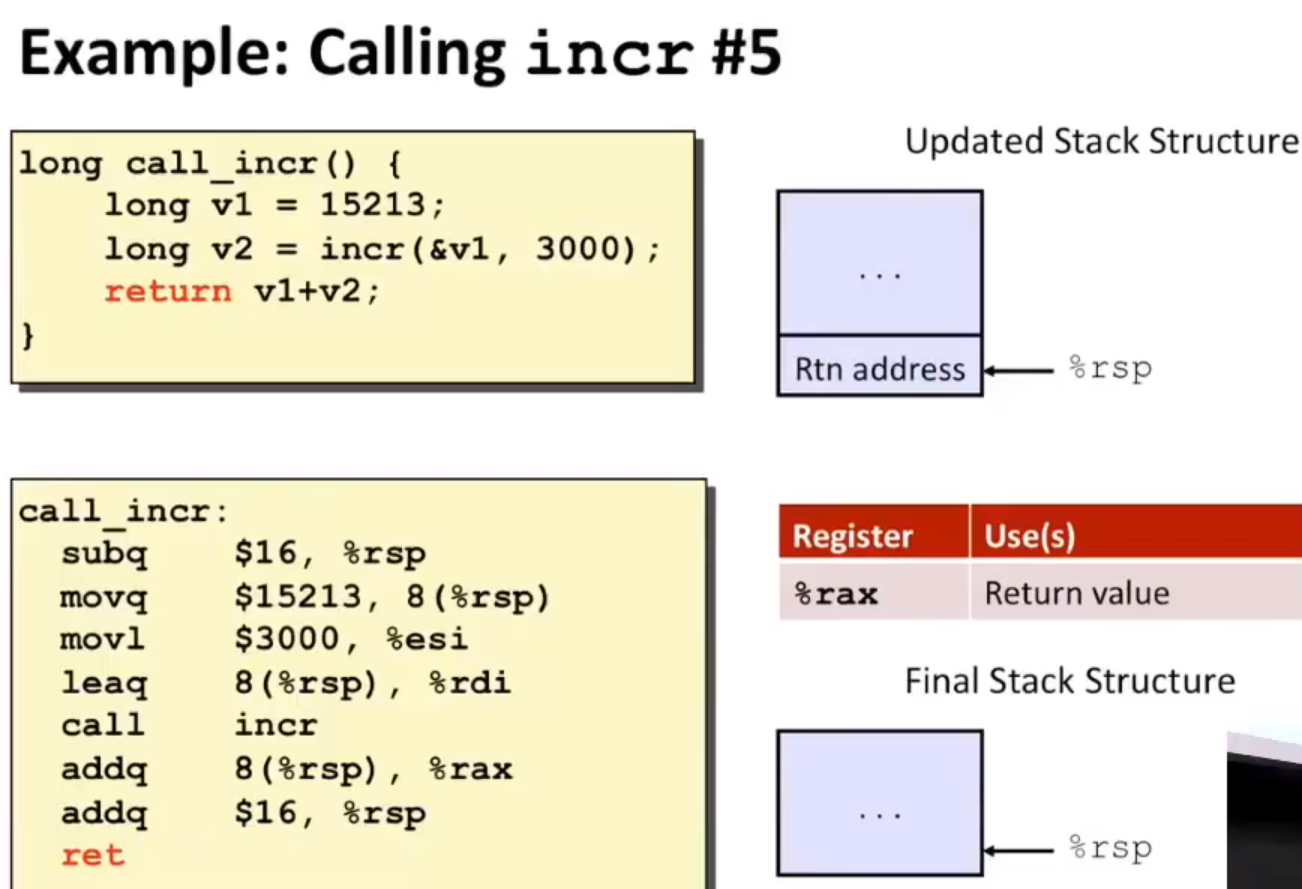 Example: Calling incr #5
long call_incr() {
    long v1 = 15213;
    long v2 = incr(&v1, 3000);
    return v1+v2;
}
Updated Stack Structure
...
Rtn address
%rsp
call_incr:
  subq    $16, %rsp
  movq    $15213, 8(%rsp)
  movl    $3000, %esi
  leaq    8(%rsp), %rdi
  call    incr
  addq    8(%rsp), %rax
  addq    $16, %rsp
  ret
Register Use(s)
%rax Return value
Final Stack Structure
...
%rsp